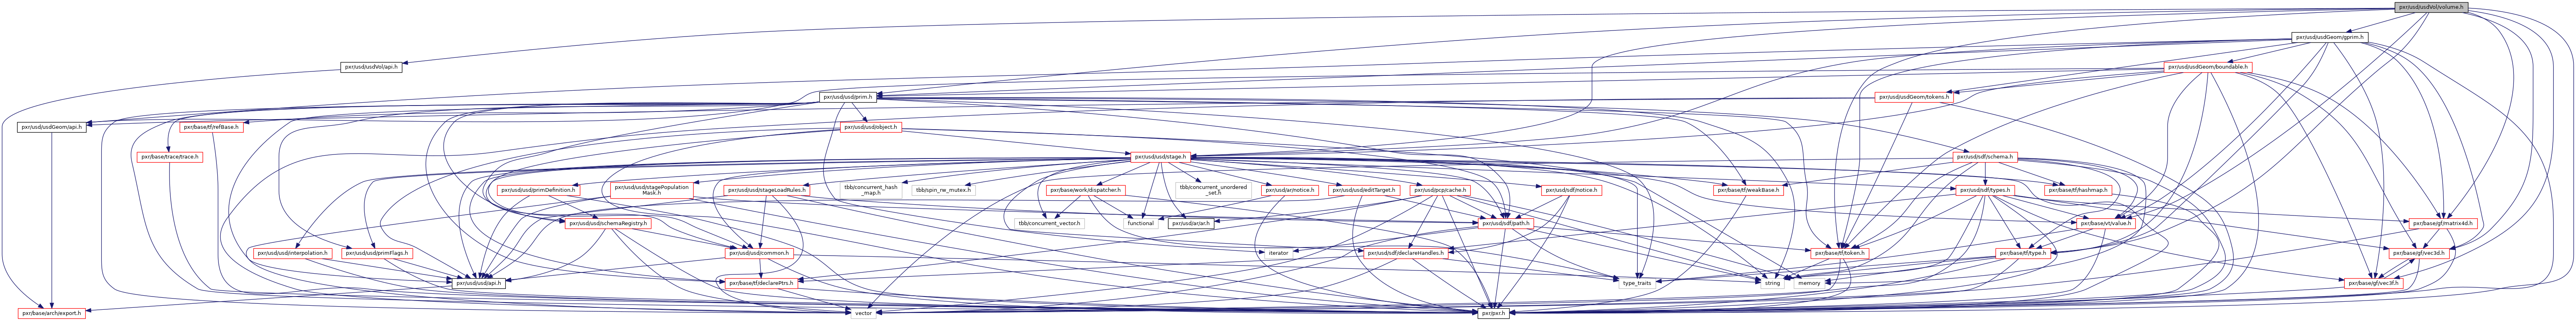 pxr/usd/usdVol/volume.h
pxr/usd/usdGeom/gprim.h
pxr/usd/usdVol/api.h
pxr/usd/usdGeom/boundable.h
pxr/usd/usd/prim.h
pxr/usd/usdGeom/tokens.h
pxr/usd/usdGeom/api.h
pxr/base/tf/refBase.h
pxr/usd/usd/object.h
pxr/base/trace/trace.h
pxr/usd/usd/stage.h
pxr/usd/sdf/schema.h
pxr/usd/usd/primDefinition.h
pxr/usd/usd/stagePopulation
Mask.h
pxr/usd/usd/stageLoadRules.h
tbb/concurrent_hash
_map.h
tbb/spin_rw_mutex.h
pxr/base/work/dispatcher.h
tbb/concurrent_unordered
_set.h
pxr/usd/ar/notice.h
pxr/usd/usd/editTarget.h
pxr/usd/pcp/cache.h
pxr/usd/sdf/notice.h
pxr/base/tf/weakBase.h
pxr/usd/sdf/types.h
pxr/base/tf/hashmap.h
pxr/usd/usd/schemaRegistry.h
tbb/concurrent_vector.h
functional
pxr/usd/ar/ar.h
pxr/usd/sdf/path.h
pxr/base/vt/value.h
pxr/base/gf/matrix4d.h
pxr/usd/usd/interpolation.h
pxr/usd/usd/primFlags.h
pxr/usd/usd/common.h
iterator
pxr/usd/sdf/declareHandles.h
pxr/base/tf/token.h
pxr/base/tf/type.h
pxr/base/gf/vec3d.h
pxr/usd/usd/api.h
pxr/base/tf/declarePtrs.h
type_traits
string
memory
pxr/base/gf/vec3f.h
pxr/base/arch/export.h
vector
pxr/pxr.h